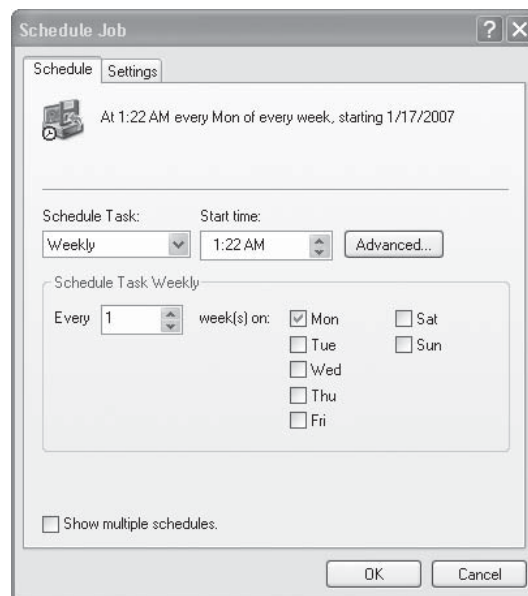 Schedule Job
Schedule Settings
At 1:22 AM every Mon of every week, starting 1/17/2007
Schedule Task: Start time:
Weekly 1:22 AM Advanced...
Schedule Task Weekly
Every 1 week(s) on: Mon Sat
Tue Sun
Wed
Thu
Fri
Show multiple schedules.
OK Cancel